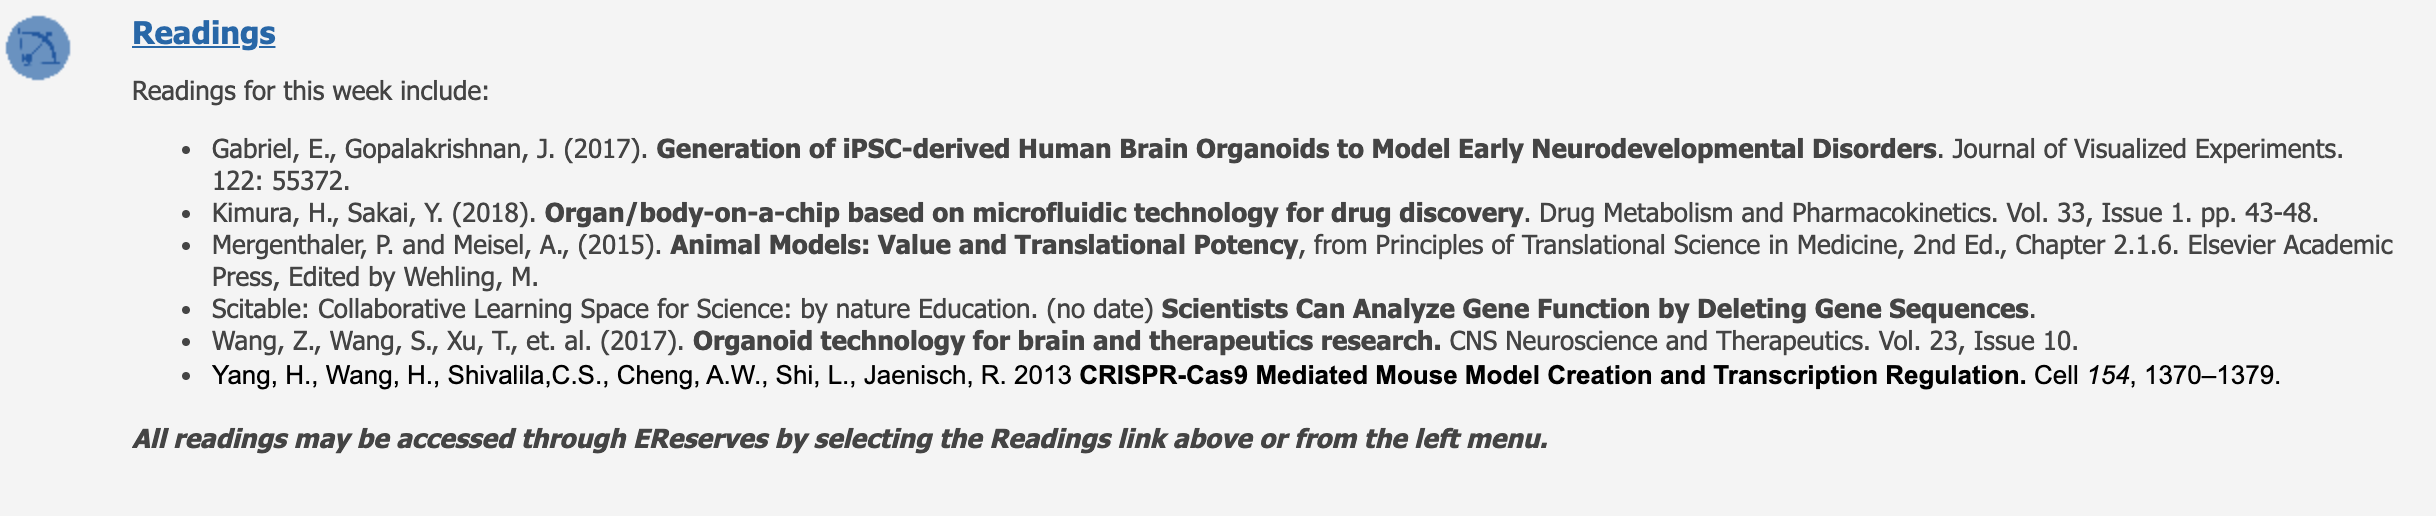 Readings
Readings for this week include:
• Gabriel, E., Gopalakrishnan, J. (2017). Generation of iPSC-derived Human Brain Organoids to Model Early Neurodevelopmental Disorders. Journal of Visualized Experiments.
122: 55372.
• Kimura, H., Sakai, Y. (2018). Organ/body-on-a-chip based on microfluidic technology for drug discovery. Drug Metabolism and Pharmacokinetics. Vol. 33, Issue 1. pp. 43-48.
• Mergenthaler, P. and Meisel, A., (2015). Animal Models: Value and Translational Potency, from Principles of Translational Science in Medicine, 2nd Ed., Chapter 2.1.6. Elsevier Academic
Press, Edited by Wehling, M.
• Scitable: Collaborative Learning Space for Science: by nature Education. (no date) Scientists Can Analyze Gene Function by Deleting Gene Sequences.
• Wang, Z., Wang, S., Xu, T., et. al. (2017). Organoid technology for brain and therapeutics research. CNS Neuroscience and Therapeutics. Vol. 23, Issue 10.
• Yang, H., Wang, H., Shivalila,C.S., Cheng, A.W., Shi, L., Jaenisch, R. 2013 CRISPR-Cas9 Mediated Mouse Model Creation and Transcription Regulation. Cell 154, 1370–1379.
All readings may be accessed through EReserves by selecting the Readings link above or from the left menu.